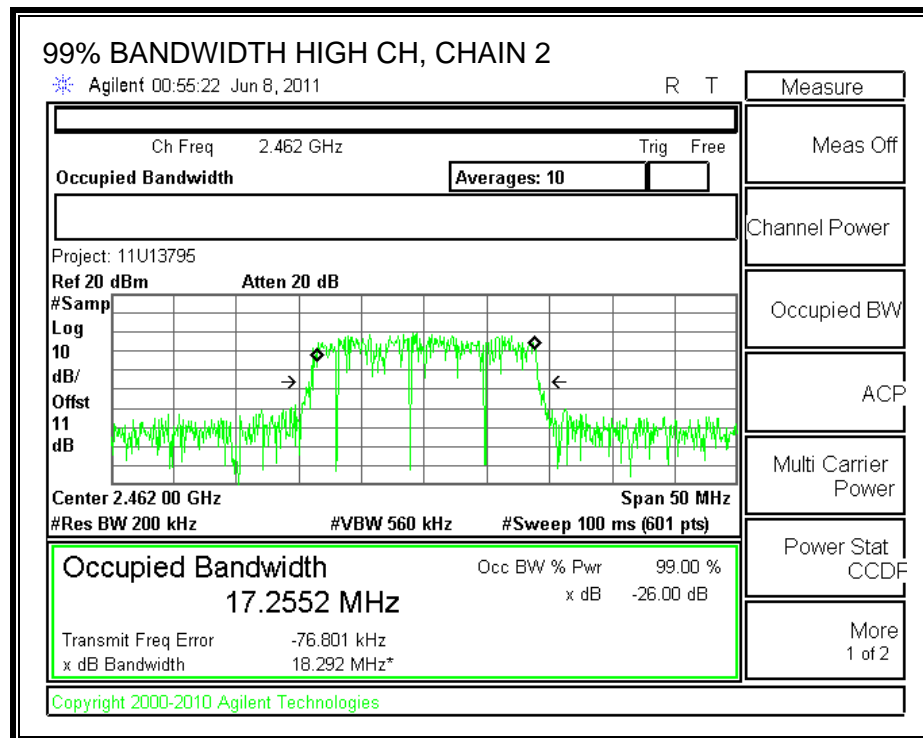 99% BANDWIDTH HIGH CH, CHAIN 2
Agilent 00:55:22 Jun 8, 2011 R T
Measure
Ch Freq 2.462 GHz Trig Free
Meas Off
Occupied Bandwidth
Averages: 10
Channel Power
Project: 11U13795
Ref 20 dBm Atten 20 dB
#Samp
Log
10
dB/
Offst
11
dB
Occupied BW
ACP
Center 2.462 00 GHz Span 50 MHz
#Res BW 200 kHz #VBW 560 kHz #Sweep 100 ms (601 pts)
Multi Carrier
Power
Occupied Bandwidth Occ BW % Pwr 99.00 %
17.2552 MHz x dB -26.00 dB
Power Stat
CCDF
Transmit Freq Error -76.801 kHz
x dB Bandwidth 18.292 MHz*
More
1 of 2
Copyright 2000-2010 Agilent Technologies